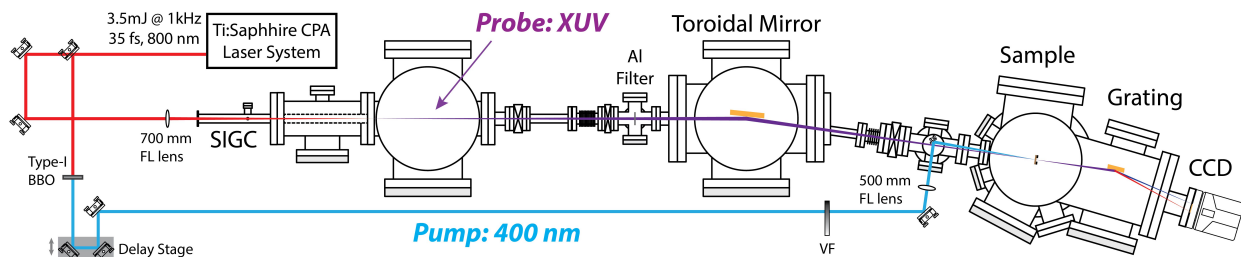 3.5mJ @ 1kHz
35 fs, 800 nm
Ti:Saphhire CPA
Laser System
Probe: XUV
Toroidal Mirror
Al
Filter
Sample
Grating
CCD
700 mm
FL lens
SIGC
Type-I
BBO
500 mm
FL lens
Delay Stage
Pump: 400 nm
VF